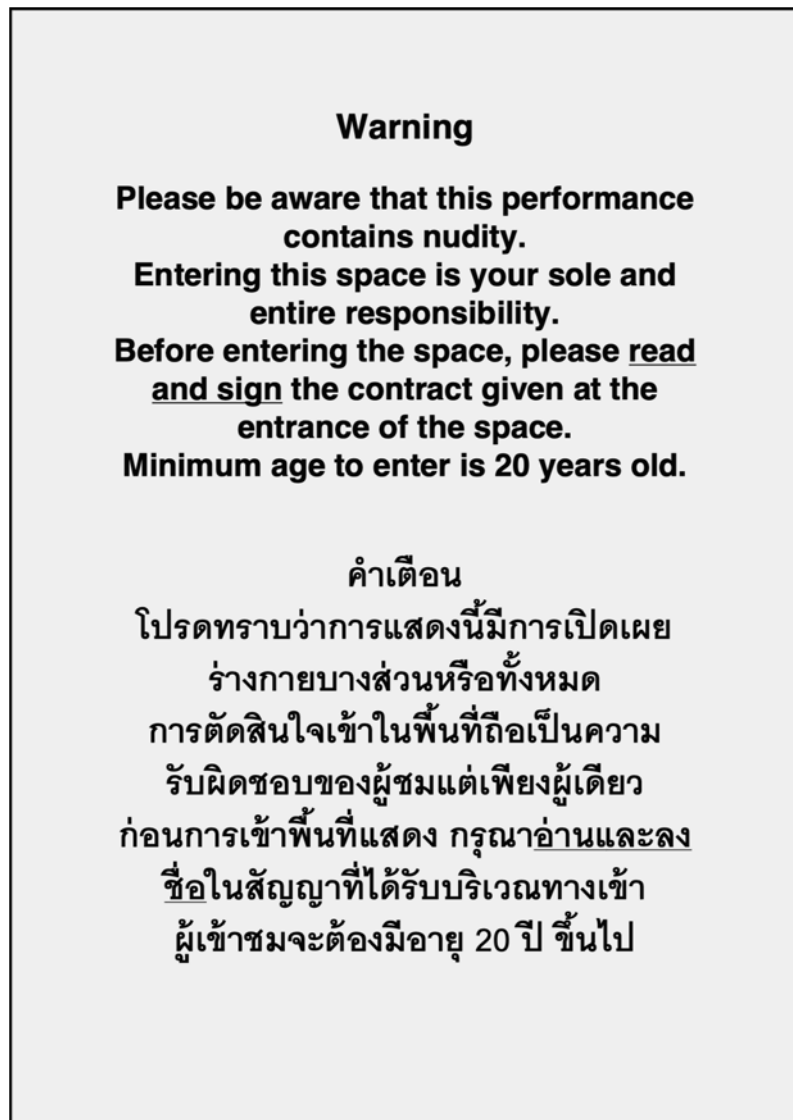 Warning
Please be aware that this performance
contains nudity.
Entering this space is your sole and
entire responsibility.
Before entering the space, please read
and sign the contract given at the
entrance of the space.
Minimum age to enter is 20 years old.
คำเตือน
โปรดทราบว่าการแสดงนี้มีการเปิดเผย
ร่างกายบางส่วนหรือทั้งหมด
การตัดสินใจเข้าในพื้นที่ถือเป็นความ
รับผิดชอบของผู้ชมแต่เพียงผู้เดียว
ก่อนการเข้าพื้นที่แสดง กรุณาอ่านและลง
ชื่อในสัญญาที่ได้รับบริเวณทางเข้า
ผู้เข้าชมจะต้องมีอายุ 20 ปี ขึ้นไป